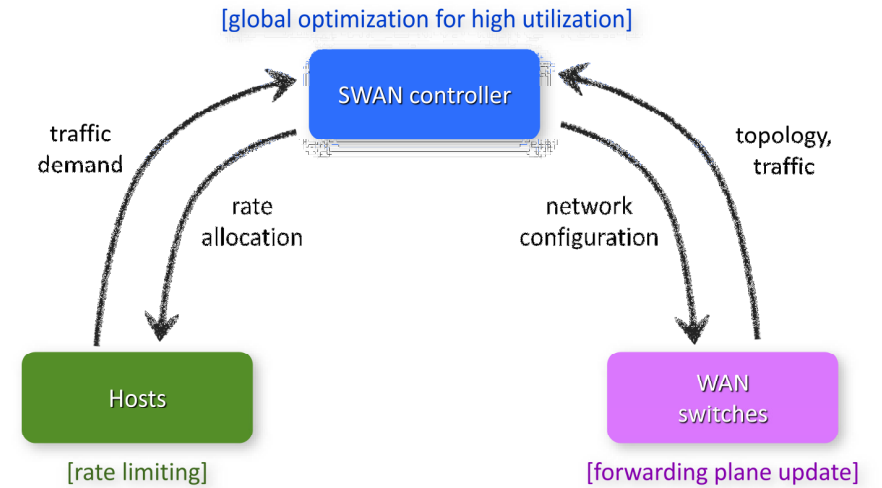 [global optimization for high utilization]
SWAN controller
traffic
demand
rate
allocation
network
configuration
topology,
traffic
Hosts
WAN
switches
[rate limiting]
[forwarding plane update]